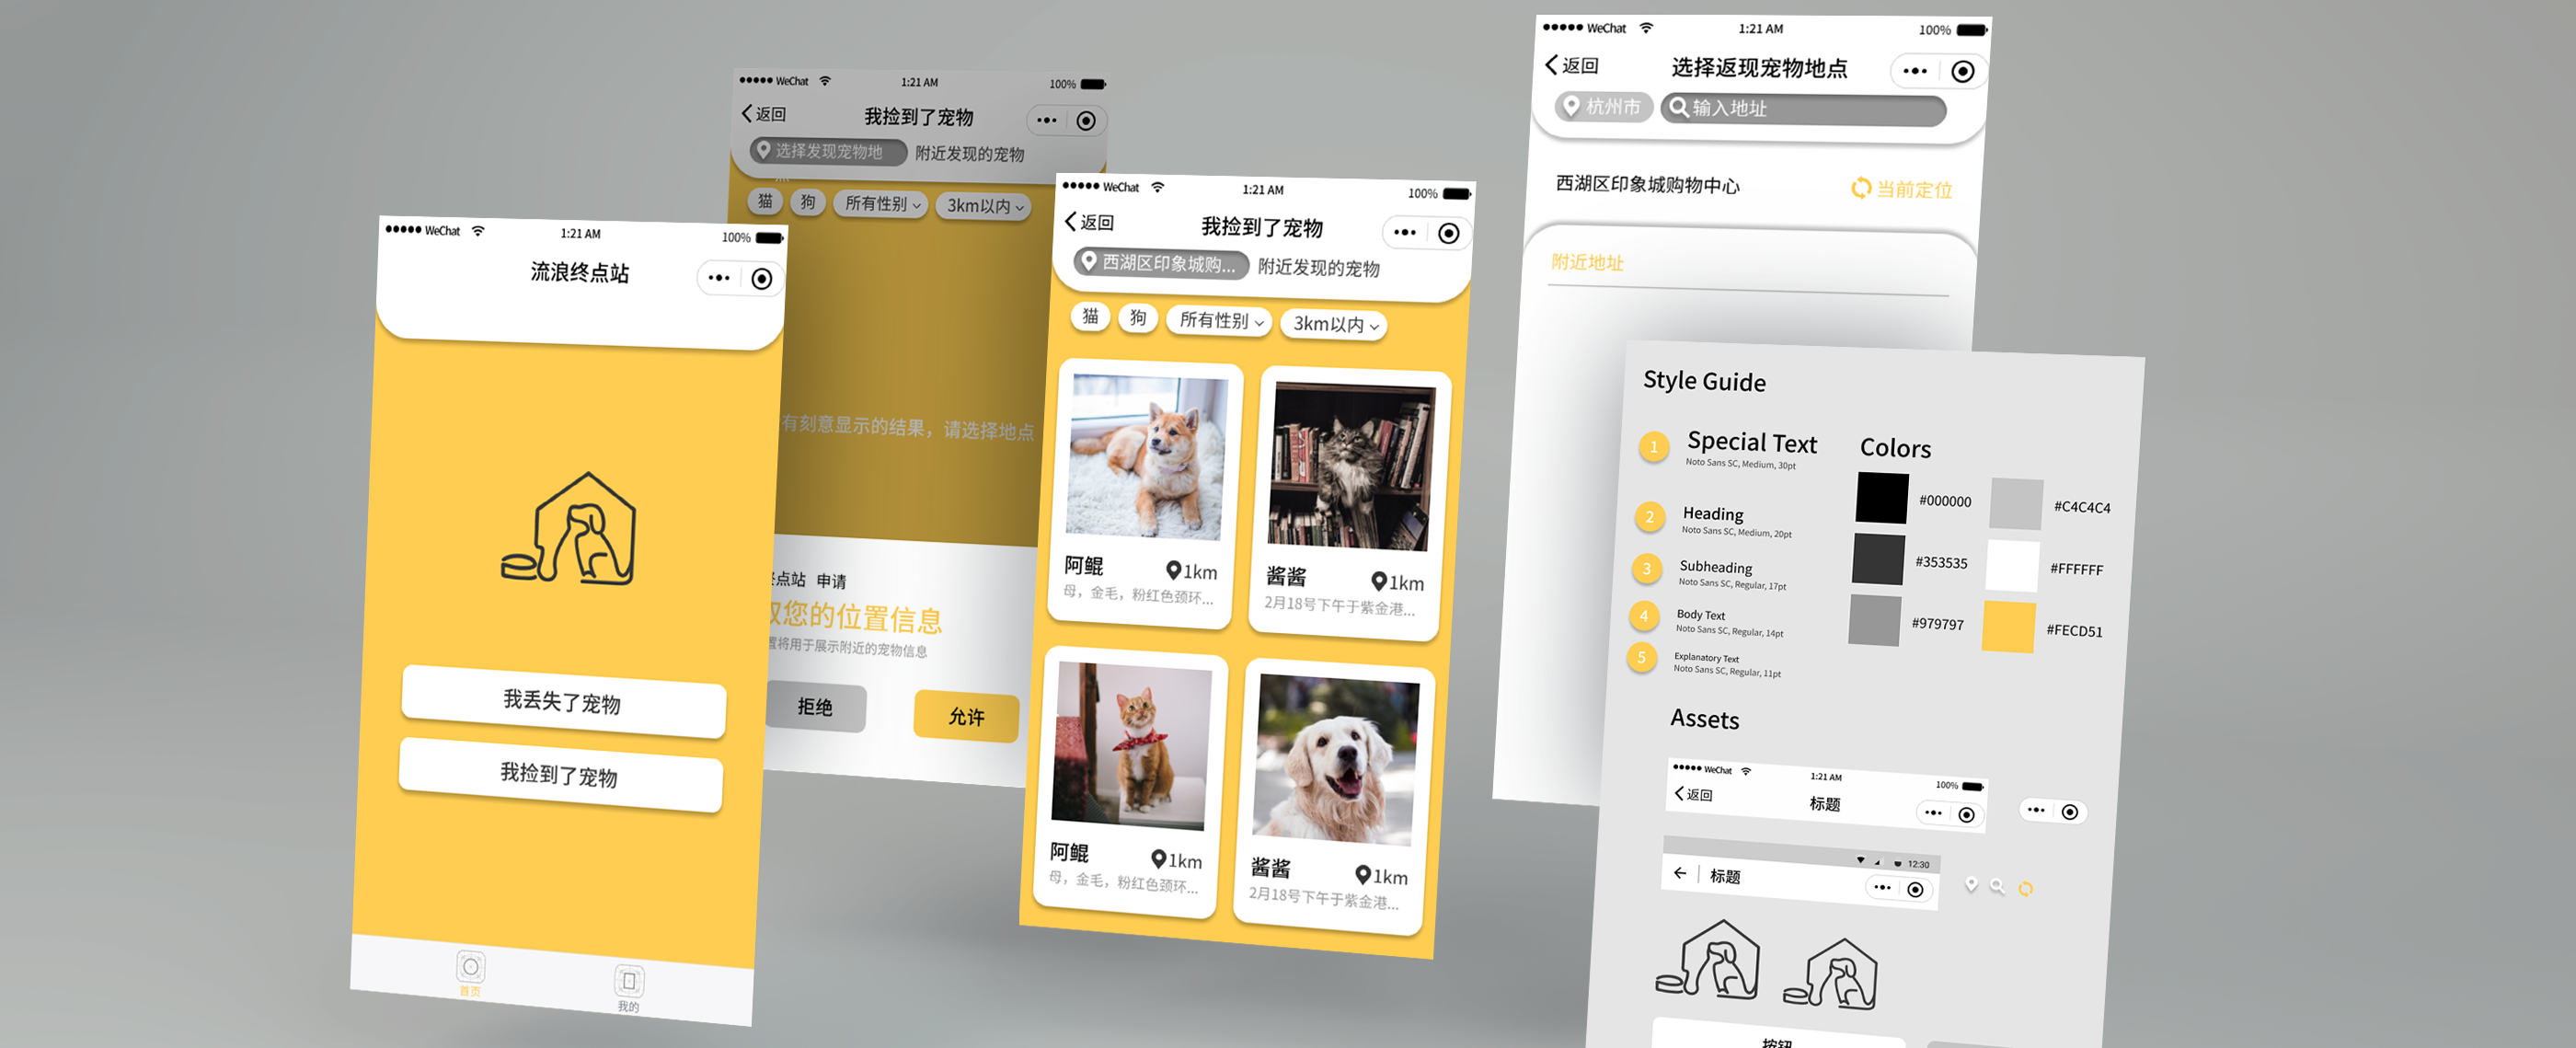 WeChat 1:21 AM 100%
流浪终点站
我丢失了宠物
我捡到了宠物
首页
我的
WeChat 1:21 AM 100%
返回 我捡到了宠物
选择发现宠物地 附近发现的宠物
猫 狗 所有性别 3km以内
有刻意显示的结果，请选择地点
点站 申请
您的位置信息
置将用于展示附近的宠物信息
拒绝 允许
WeChat 1:21 AM 100%
返回 我捡到了宠物
西湖区印象城购... 附近发现的宠物
猫 狗 所有性别 3km以内
阿鲲 1km
母，金毛，粉红色颈环...
酱酱 1km
2月18号下午于紫金港...
阿鲲 1km
母，金毛，粉红色颈环...
酱酱 1km
2月18号下午于紫金港...
WeChat 1:21 AM 100%
返回 选择返现宠物地点
杭州市 输入地址
西湖区印象城购物中心 当前定位
附近地址
Style Guide
1 Special Text
Noto Sans SC, Medium, 30pt
2 Heading
Noto Sans SC, Medium, 20pt
3 Subheading
Noto Sans SC, Regular, 17pt
4 Body Text
Noto Sans SC, Regular, 14pt
5 Explanatory Text
Noto Sans SC, Regular, 11pt
Colors
#000000 #C4C4C4
#353535 #FFFFFF
#979797 #FECD51
Assets
WeChat 1:21 AM 100%
返回 标题
12:30
标题
按钮